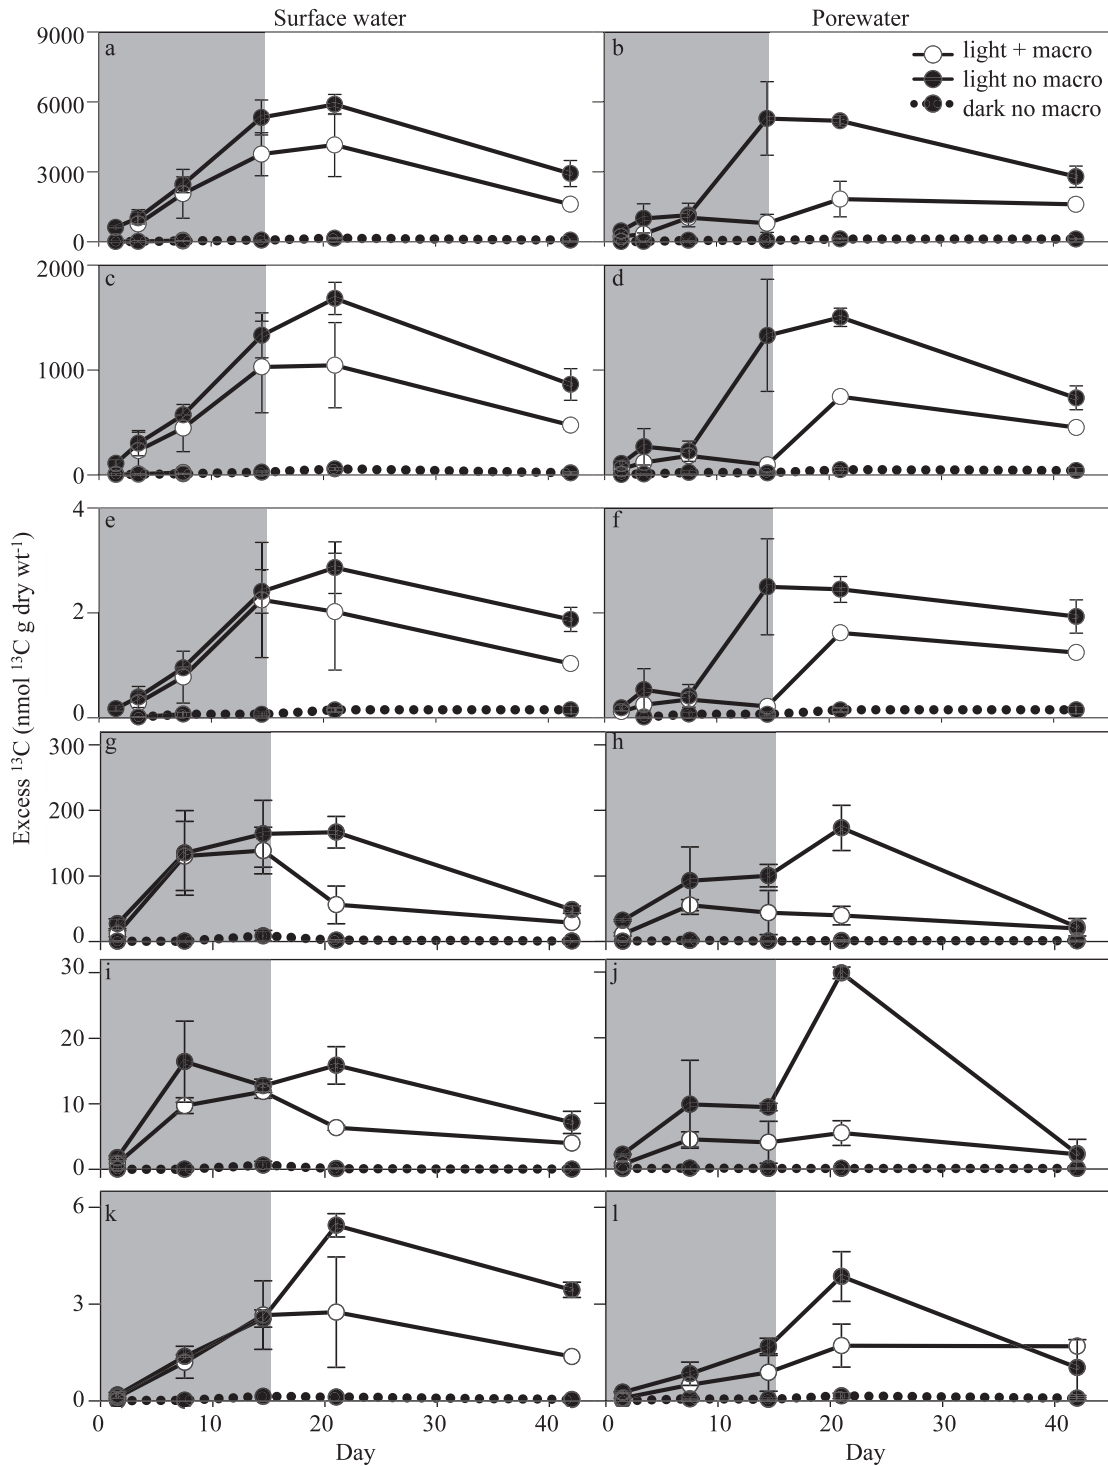 Surface water
Porewater
9000
a
b
light + macro
light no macro
dark no macro
6000
3000
0
2000
c
d
1000
0
4
e
f
2
0
Excess ¹³C (nmol ¹³C g dry wt⁻¹)
300
g
h
200
100
0
30
i
j
20
10
0
6
k
l
3
0
0 10 20 30 40
0 10 20 30 40
Day
Day